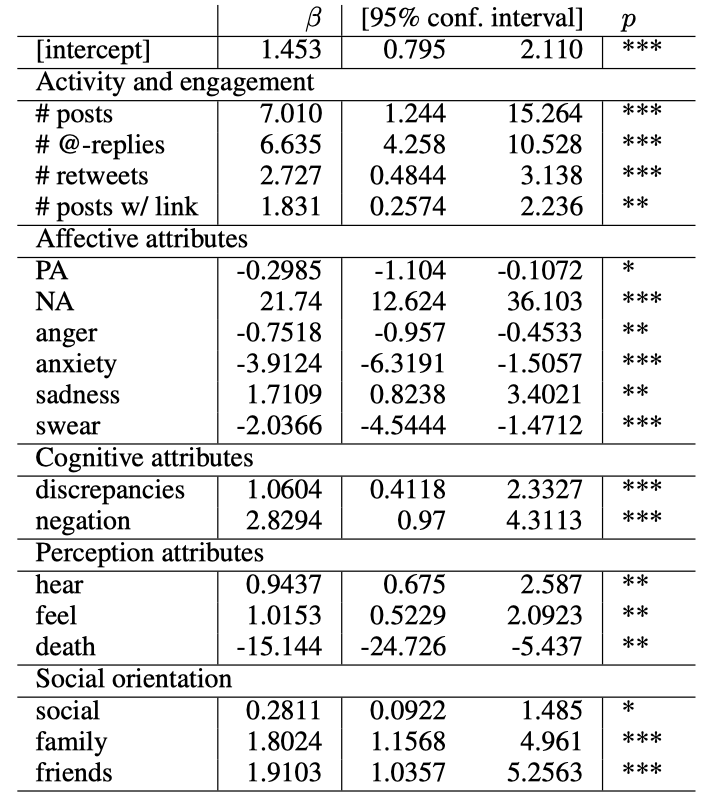 β [95% conf. interval] p
[intercept] 1.453 0.795 2.110 ***
Activity and engagement
# posts 7.010 1.244 15.264 ***
# @-replies 6.635 4.258 10.528 ***
# retweets 2.727 0.4844 3.138 ***
# posts w/ link 1.831 0.2574 2.236 **
Affective attributes
PA -0.2985 -1.104 -0.1072 *
NA 21.74 12.624 36.103 ***
anger -0.7518 -0.957 -0.4533 **
anxiety -3.9124 -6.3191 -1.5057 ***
sadness 1.7109 0.8238 3.4021 **
swear -2.0366 -4.5444 -1.4712 ***
Cognitive attributes
discrepancies 1.0604 0.4118 2.3327 ***
negation 2.8294 0.97 4.3113 ***
Perception attributes
hear 0.9437 0.675 2.587 **
feel 1.0153 0.5229 2.0923 **
death -15.144 -24.726 -5.437 **
Social orientation
social 0.2811 0.0922 1.485 *
family 1.8024 1.1568 4.961 ***
friends 1.9103 1.0357 5.2563 ***